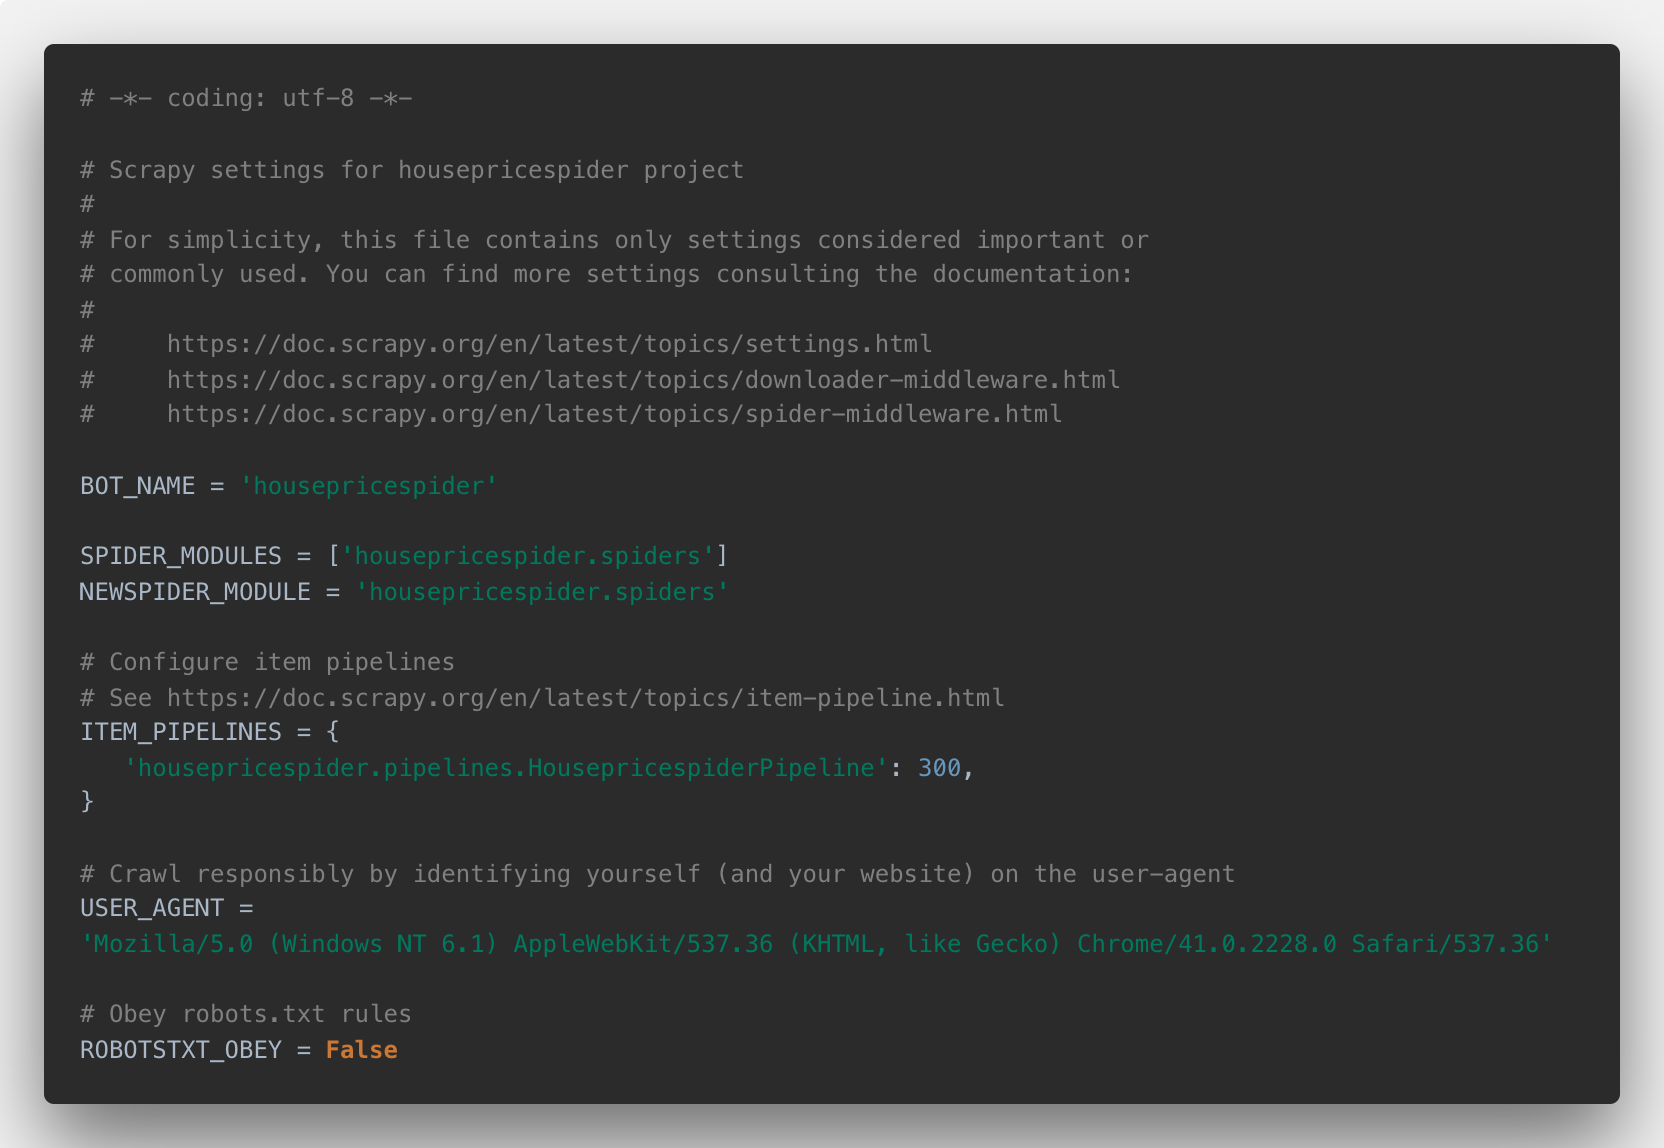 # -*- coding: utf-8 -*-

# Scrapy settings for housepricespider project
#
# For simplicity, this file contains only settings considered important or
# commonly used. You can find more settings consulting the documentation:
#
#     https://doc.scrapy.org/en/latest/topics/settings.html
#     https://doc.scrapy.org/en/latest/topics/downloader-middleware.html
#     https://doc.scrapy.org/en/latest/topics/spider-middleware.html

BOT_NAME = 'housepricespider'

SPIDER_MODULES = ['housepricespider.spiders']
NEWSPIDER_MODULE = 'housepricespider.spiders'

# Configure item pipelines
# See https://doc.scrapy.org/en/latest/topics/item-pipeline.html
ITEM_PIPELINES = {
   'housepricespider.pipelines.HousepricespiderPipeline': 300,
}

# Crawl responsibly by identifying yourself (and your website) on the user-agent
USER_AGENT =
'Mozilla/5.0 (Windows NT 6.1) AppleWebKit/537.36 (KHTML, like Gecko) Chrome/41.0.2228.0 Safari/537.36'

# Obey robots.txt rules
ROBOTSTXT_OBEY = False